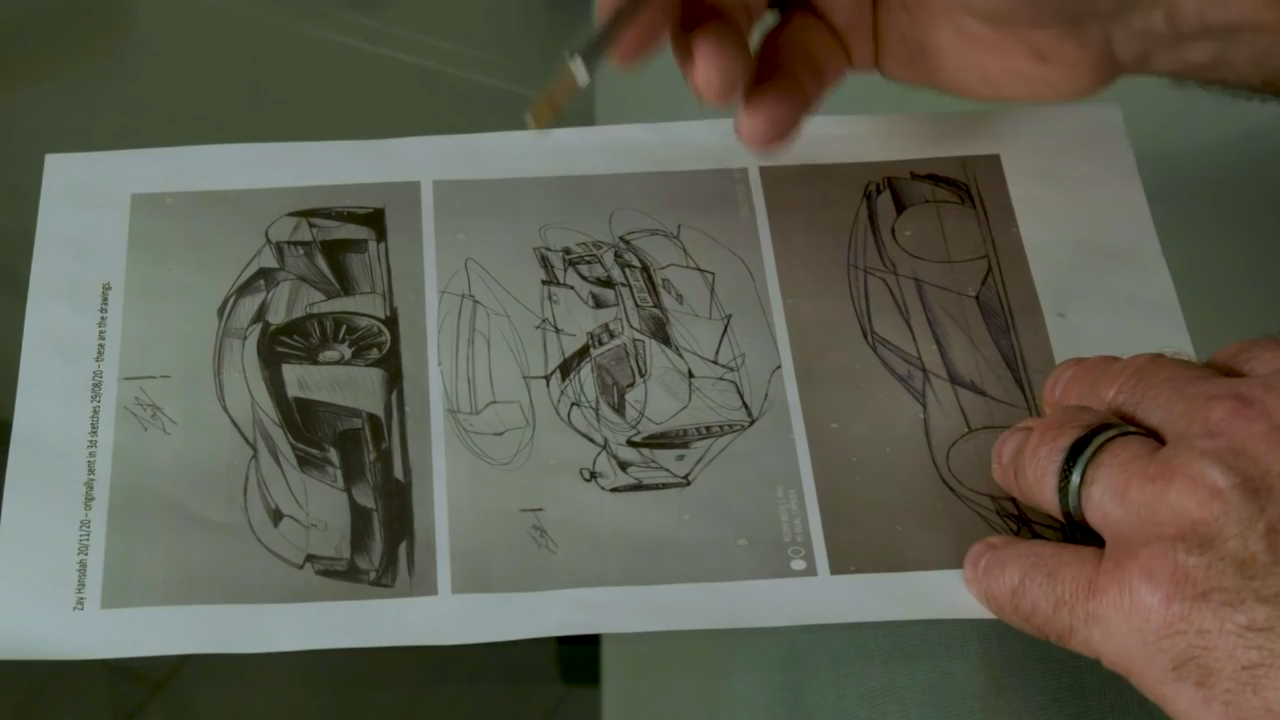 Zay Hansdah 20/11/20 – originally sent in 3d sketches 29/08/20 – these are the drawings.